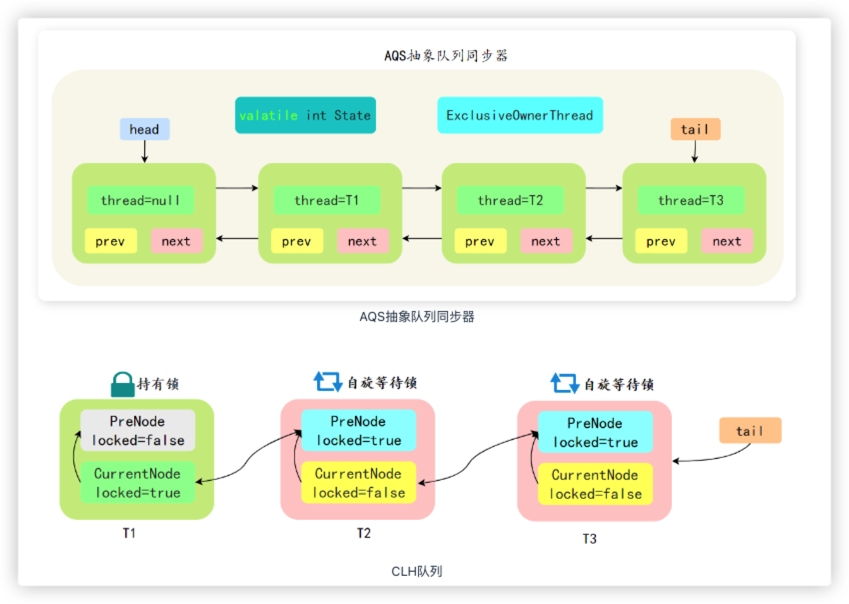 AQS抽象队列同步器
valatile int State
ExclusiveOwnerThread
head
tail
thread=null
thread=T1
thread=T2
thread=T3
prev
next
prev
next
prev
next
prev
next
AQS抽象队列同步器
持有锁
自旋等待锁
自旋等待锁
PreNode
locked=false
CurrentNode
locked=true
PreNode
locked=true
CurrentNode
locked=false
PreNode
locked=true
CurrentNode
locked=false
tail
T1
T2
T3
CLH队列